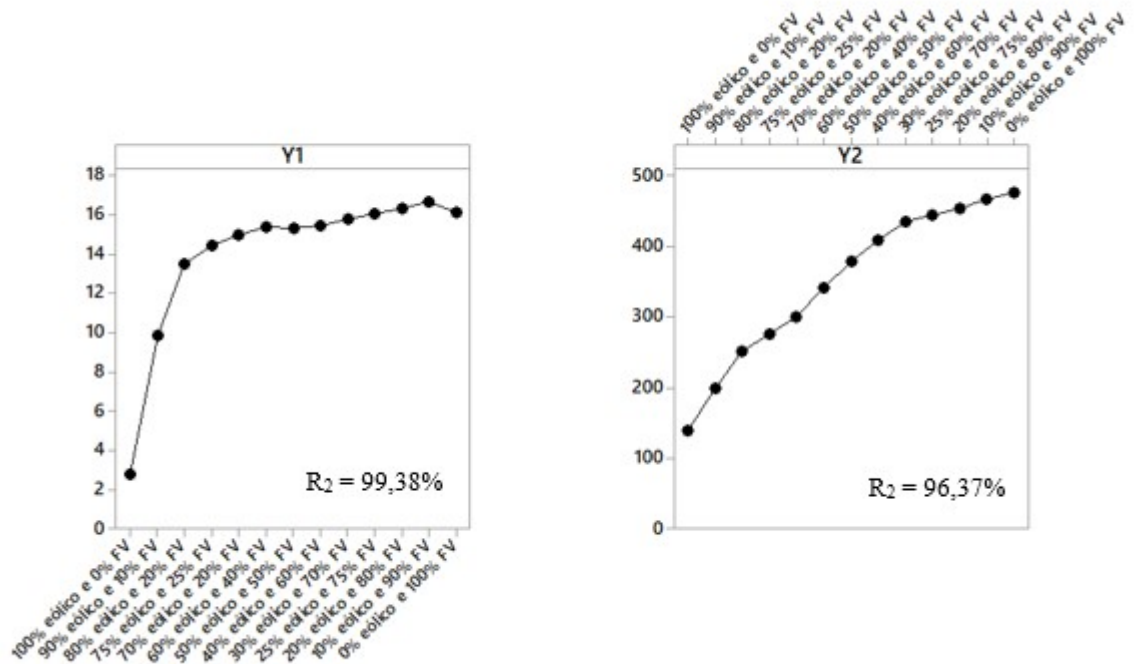 Y1
18
16
14
12
10
8
6
4
2
0
R₂ = 99,38%
100% eólico e 0% FV
90% eólico e 10% FV
80% eólico e 20% FV
75% eólico e 25% FV
70% eólico e 20% FV
60% eólico e 40% FV
50% eólico e 50% FV
40% eólico e 60% FV
30% eólico e 70% FV
25% eólico e 75% FV
20% eólico e 80% FV
10% eólico e 90% FV
0% eólico e 100% FV
100% eólico e 0% FV
90% eólico e 10% FV
80% eólico e 20% FV
75% eólico e 25% FV
70% eólico e 20% FV
60% eólico e 40% FV
50% eólico e 50% FV
40% eólico e 60% FV
30% eólico e 70% FV
25% eólico e 75% FV
20% eólico e 80% FV
10% eólico e 90% FV
0% eólico e 100% FV
Y2
500
400
300
200
100
0
R₂ = 96,37%